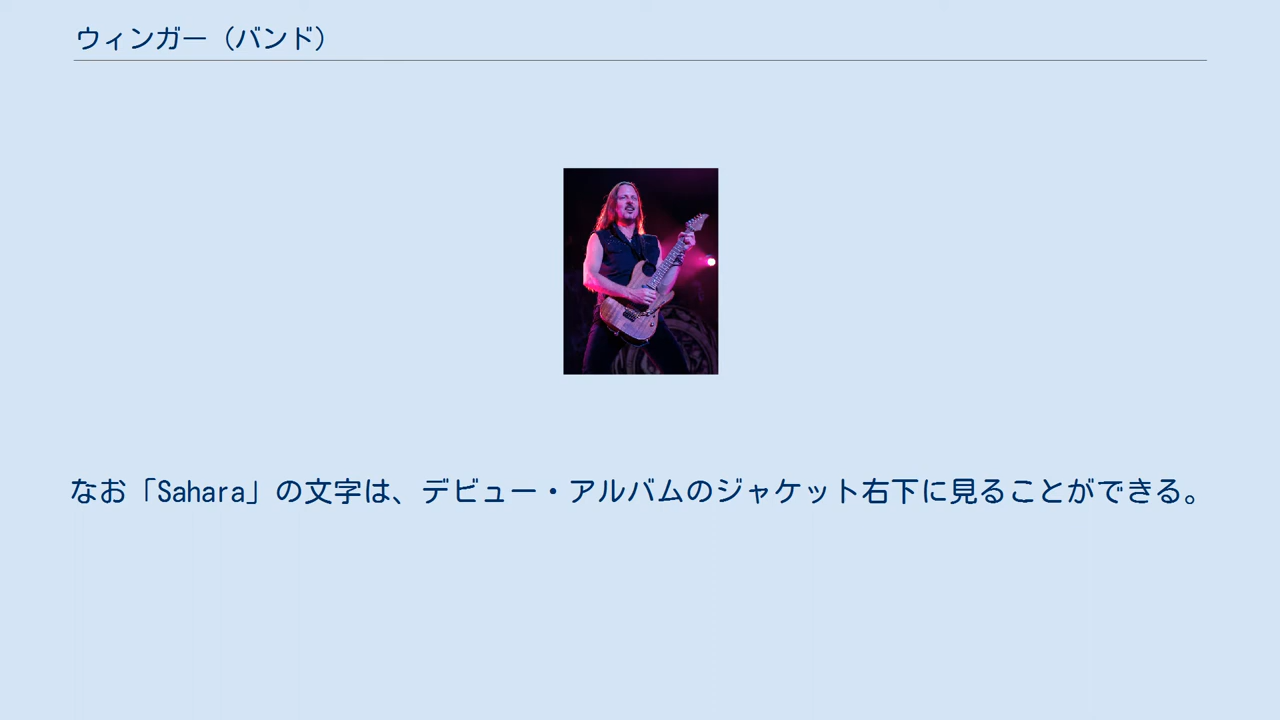 ウィンガー（バンド）
なお「Sahara」の文字は、デビュー・アルバムのジャケット右下に見ることができる。